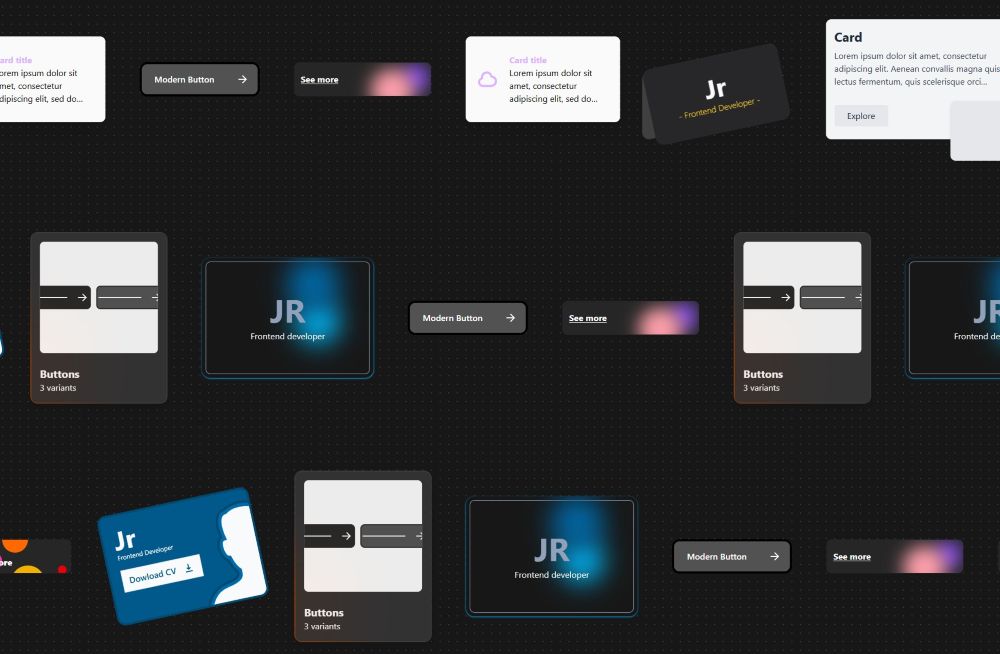 ard title
orem ipsum dolor sit
met, consectetur
dipiscing elit, sed do...
Modern Button
See more
Card title
Lorem ipsum dolor sit
amet, consectetur
adipiscing elit, sed do...
Jr
- Frontend Developer -
Card
Lorem ipsum dolor sit amet, consectetur
adipiscing elit. Aenean convallis magna quis
lectus fermentum, quis scelerisque orci...
Explore
Buttons
3 variants
JR
Frontend developer
Modern Button
See more
Buttons
3 variants
JR
Frontend deve
ore
Jr
Frontend Developer
Dowload CV
Buttons
3 variants
JR
Frontend developer
Modern Button
See more